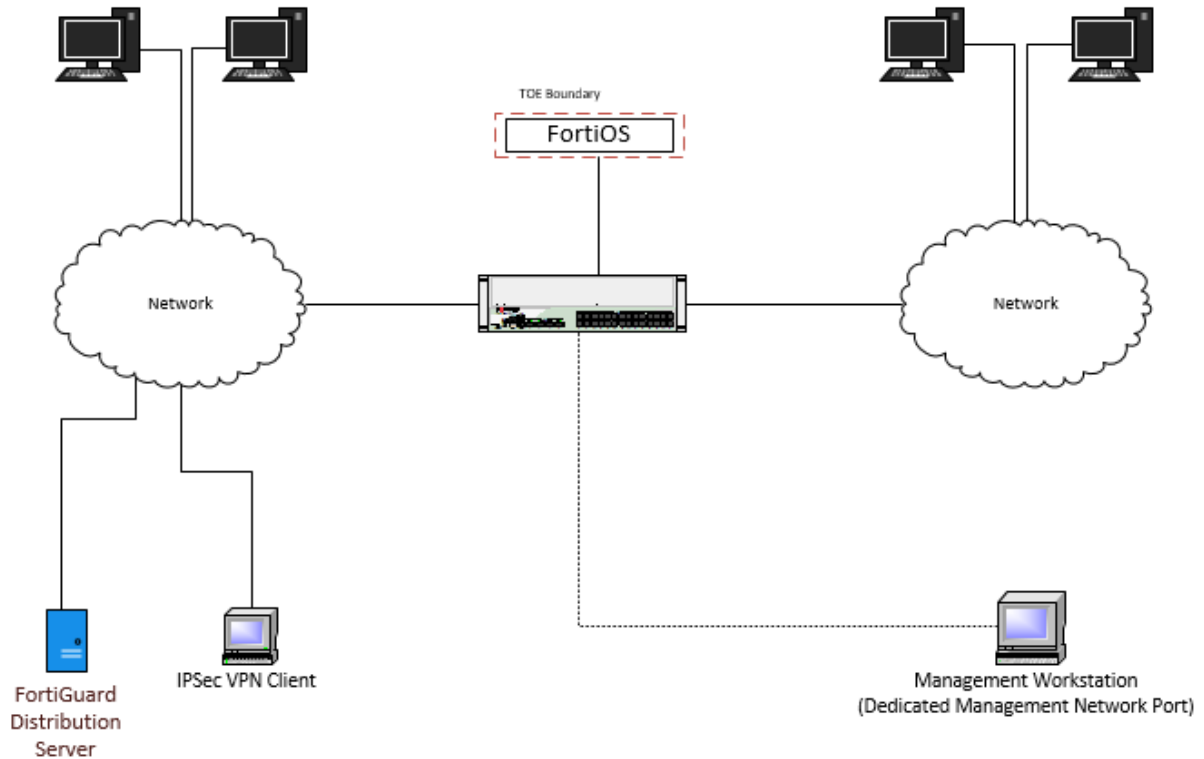 TOE Boundary
FortiOS
Network
Network
FortiGuard
Distribution
Server
IPSec VPN Client
Management Workstation
(Dedicated Management Network Port)